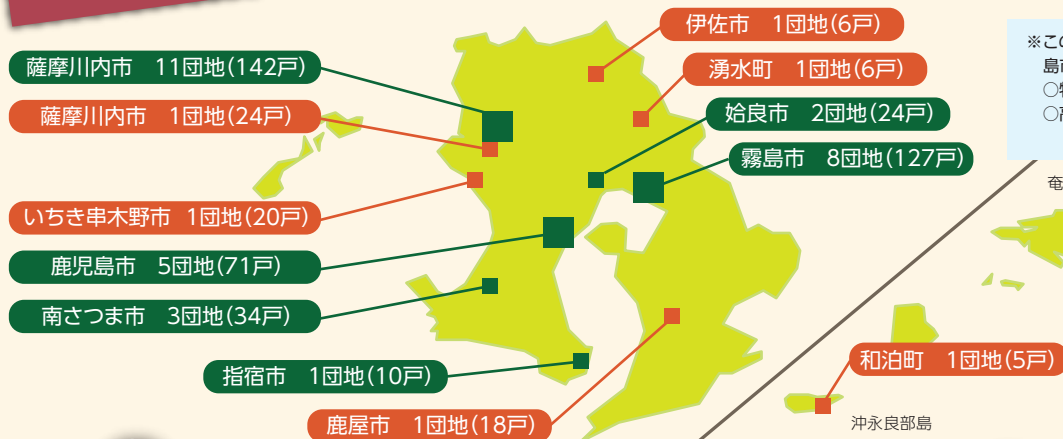 伊佐市 1団地(6戸)
湧水町 1団地(6戸)
薩摩川内市 11団地(142戸)
薩摩川内市 1団地(24戸)
姶良市 2団地(24戸)
霧島市 8団地(127戸)
いちき串木野市 1団地(20戸)
鹿児島市 5団地(71戸)
南さつま市 3団地(34戸)
指宿市 1団地(10戸)
鹿屋市 1団地(18戸)
和泊町 1団地(5戸)
沖永良部島
※この
島市
奄